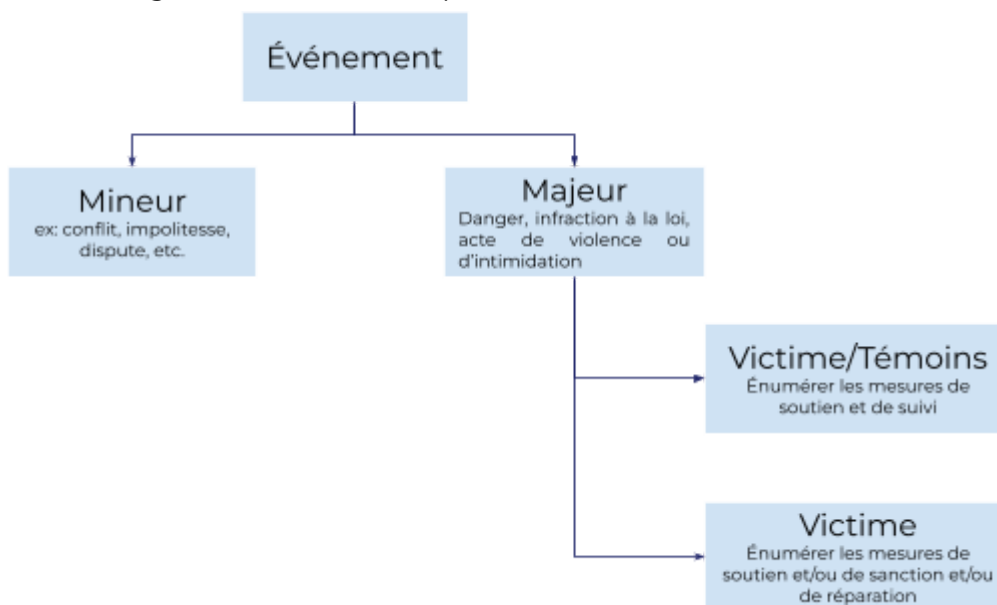 Événement
Mineur
ex: conflit, impolitesse,
dispute, etc.
Majeur
Danger, infraction à la loi,
acte de violence ou
d'intimidation
Victime/Témoins
Énumérer les mesures de
soutien et de suivi
Victime
Énumérer les mesures de
soutien et/ou de sanction et/ou
de réparation